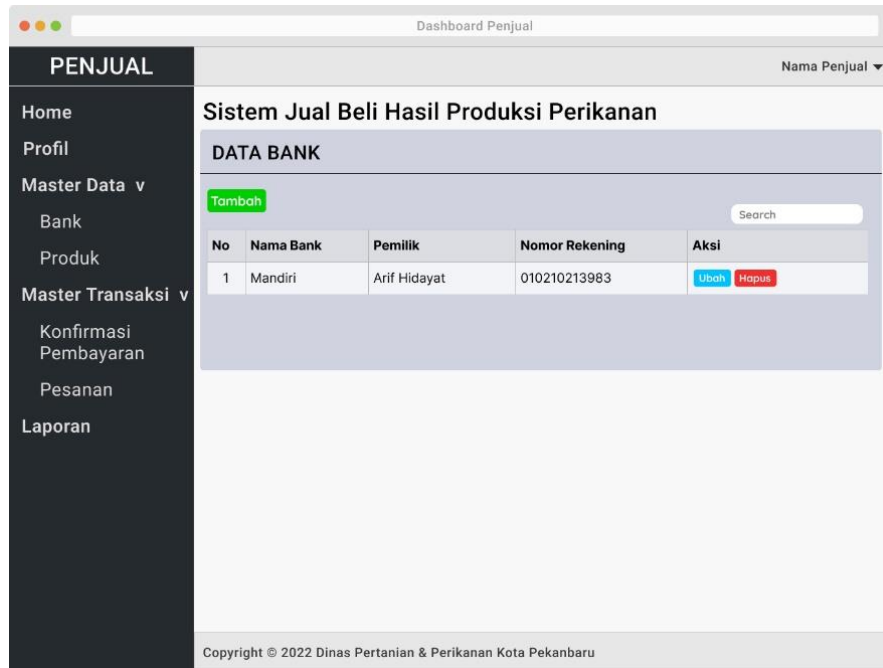 Dashboard Penjual
PENJUAL
Nama Penjual
Home
Profil
Master Data v
Bank
Produk
Master Transaksi v
Konfirmasi
Pembayaran
Pesanan
Laporan
Sistem Jual Beli Hasil Produksi Perikanan
DATA BANK
Tambah
Search
No Nama Bank Pemilik Nomor Rekening Aksi
1 Mandiri Arif Hidayat 010210213983 Ubah Hapus
Copyright © 2022 Dinas Pertanian & Perikanan Kota Pekanbaru